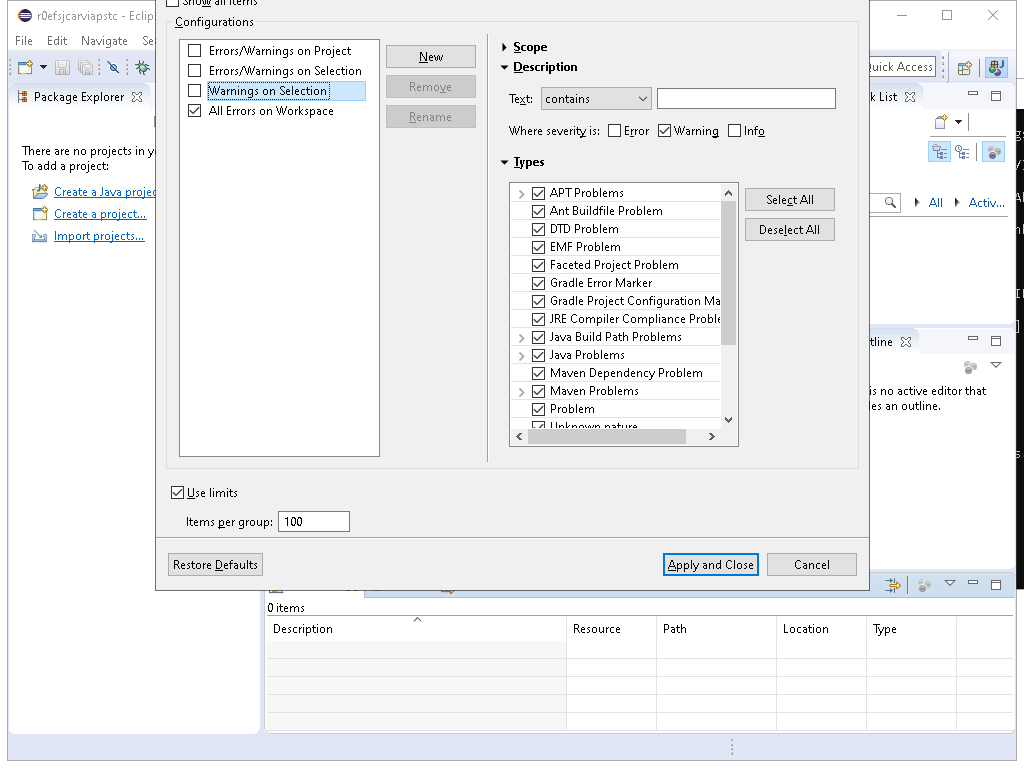 r0efsjcarviapstc - Eclip
Show all items
File Edit Navigate Se
Quick Access
Package Explorer
There are no projects in y
To add a project:
Create a Java projec
Create a project...
Import projects...
Configurations
Errors/Warnings on Project
Errors/Warnings on Selection
Warnings on Selection
All Errors on Workspace
New
Remove
Rename
Scope
Description
Text: contains
Where severity is: Error Warning Info
Types
APT Problems
Ant Buildfile Problem
DTD Problem
EMF Problem
Faceted Project Problem
Gradle Error Marker
Gradle Project Configuration Ma
JRE Compiler Compliance Proble
Java Build Path Problems
Java Problems
Maven Dependency Problem
Maven Problems
Problem
Unknown nature
Select All
Deselect All
Use limits
Items per group: 100
Restore Defaults
Apply and Close
Cancel
k List
All Activ...
tline
is no active editor that
les an outline.
0 items
Description Resource Path Location Type